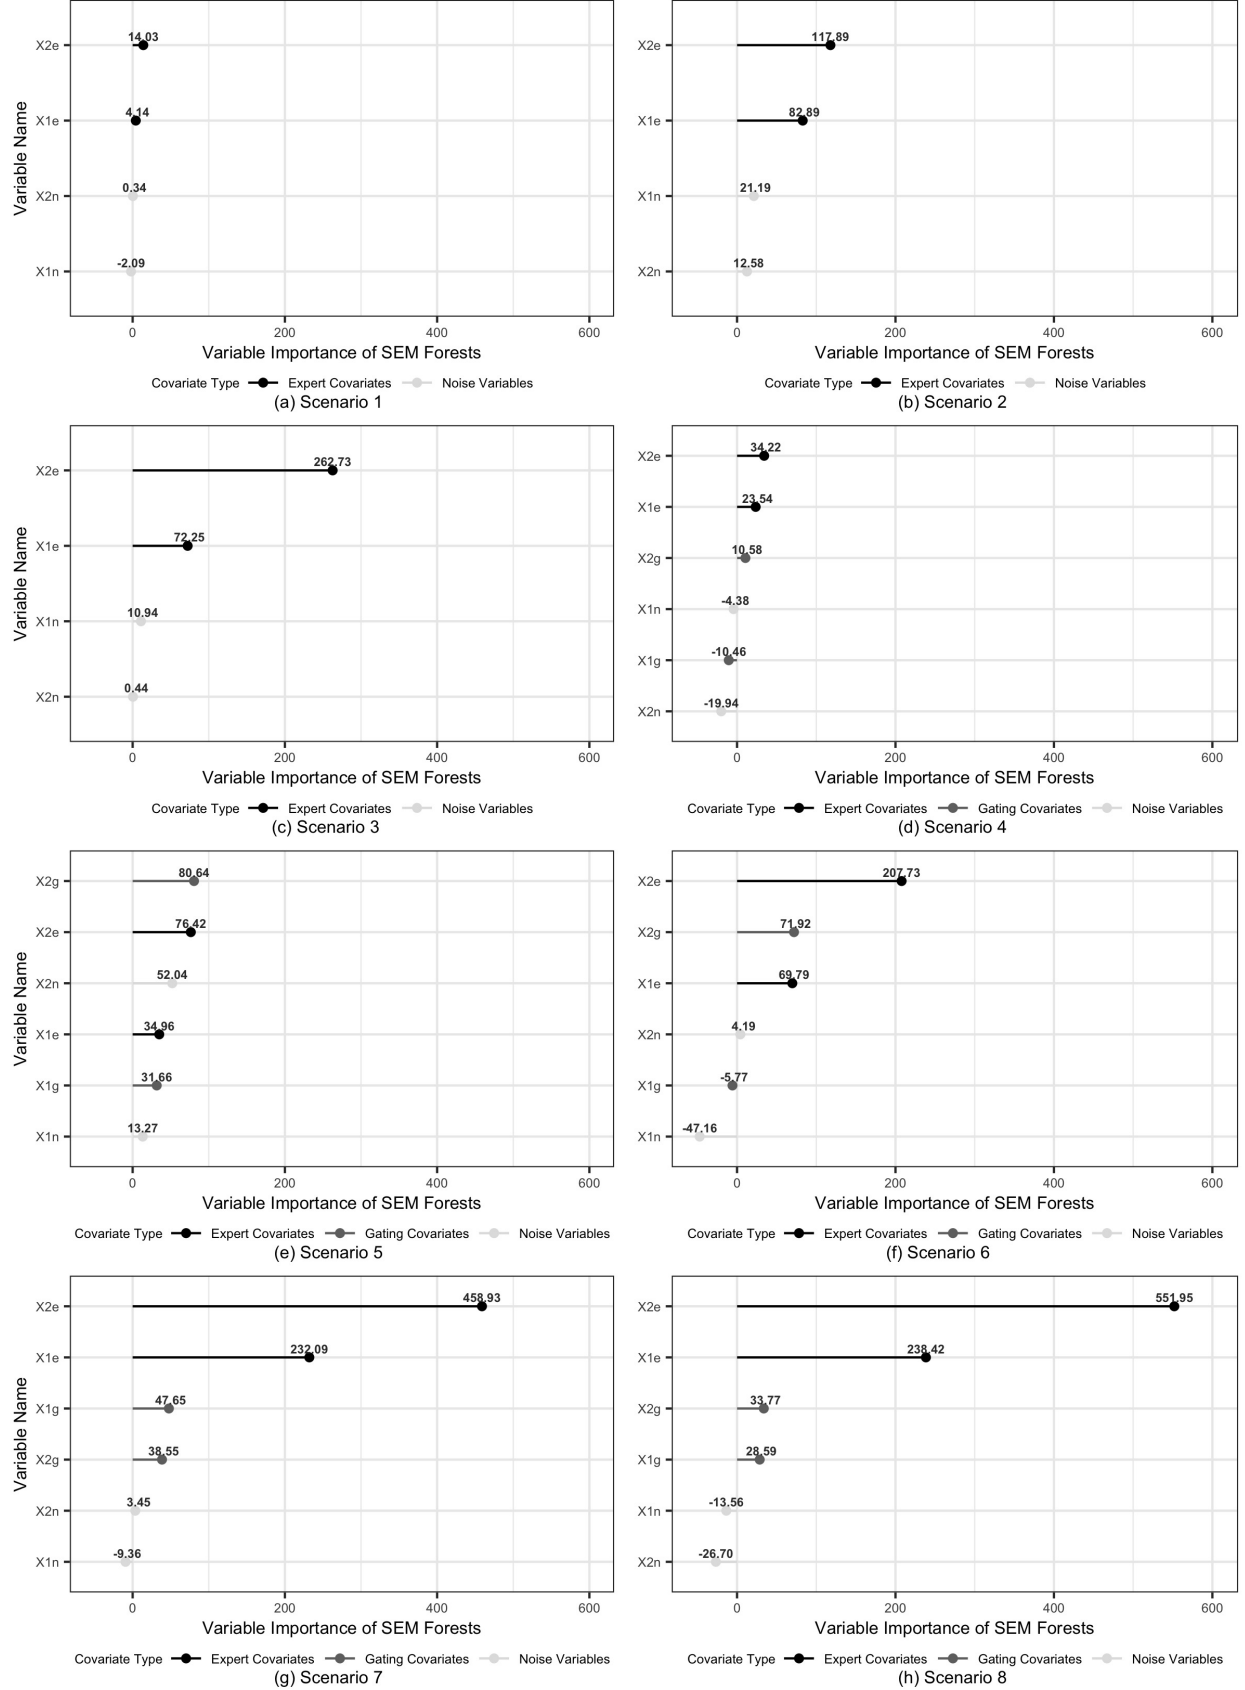 Variable Name
X2e
14.03
X1e
4.14
X2n
0.34
X1n
-2.09
0 200 400 600
Variable Importance of SEM Forests
Covariate Type Expert Covariates Noise Variables
(a) Scenario 1
X2e
117.89
X1e
82.89
X1n
21.19
X2n
12.58
0 200 400 600
Variable Importance of SEM Forests
Covariate Type Expert Covariates Noise Variables
(b) Scenario 2
Variable Name
X2e
262.73
X1e
72.25
X1n
10.94
X2n
0.44
0 200 400 600
Variable Importance of SEM Forests
Covariate Type Expert Covariates Noise Variables
(c) Scenario 3
X2e
34.22
X1e
23.54
X2g
10.58
X1n
-4.38
X1g
-10.46
X2n
-19.94
0 200 400 600
Variable Importance of SEM Forests
Covariate Type Expert Covariates Gating Covariates Noise Variables
(d) Scenario 4
Variable Name
X2g
80.64
X2e
76.42
X2n
52.04
X1e
34.96
X1g
31.66
X1n
13.27
0 200 400 600
Variable Importance of SEM Forests
Covariate Type Expert Covariates Gating Covariates Noise Variables
(e) Scenario 5
X2e
207.73
X2g
71.92
X1e
69.79
X2n
4.19
X1g
-5.77
X1n
-47.16
0 200 400 600
Variable Importance of SEM Forests
Covariate Type Expert Covariates Gating Covariates Noise Variables
(f) Scenario 6
Variable Name
X2e
458.93
X1e
232.09
X1g
47.65
X2g
38.55
X2n
3.45
X1n
-9.36
0 200 400 600
Variable Importance of SEM Forests
Covariate Type Expert Covariates Gating Covariates Noise Variables
(g) Scenario 7
X2e
551.95
X1e
238.42
X2g
33.77
X1g
28.59
X1n
-13.56
X2n
-26.70
0 200 400 600
Variable Importance of SEM Forests
Covariate Type Expert Covariates Gating Covariates Noise Variables
(h) Scenario 8